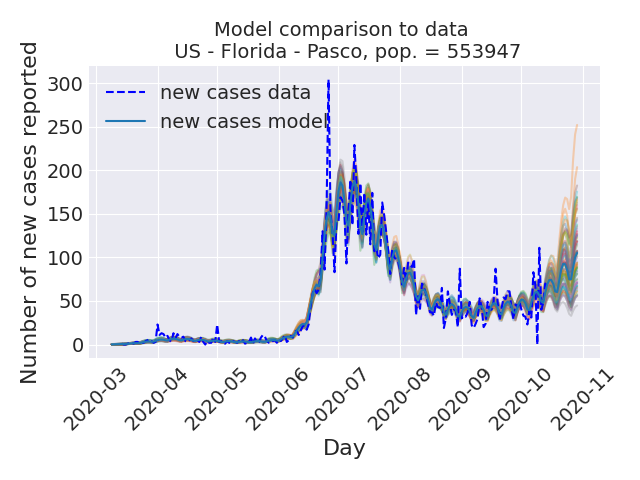 Model comparison to data
US - Florida - Pasco, pop. = 553947
Number of new cases reported
300
250
200
150
100
50
0
new cases data
new cases model
2020-03
2020-04
2020-05
2020-06
2020-07
2020-08
2020-09
2020-10
2020-11
Day